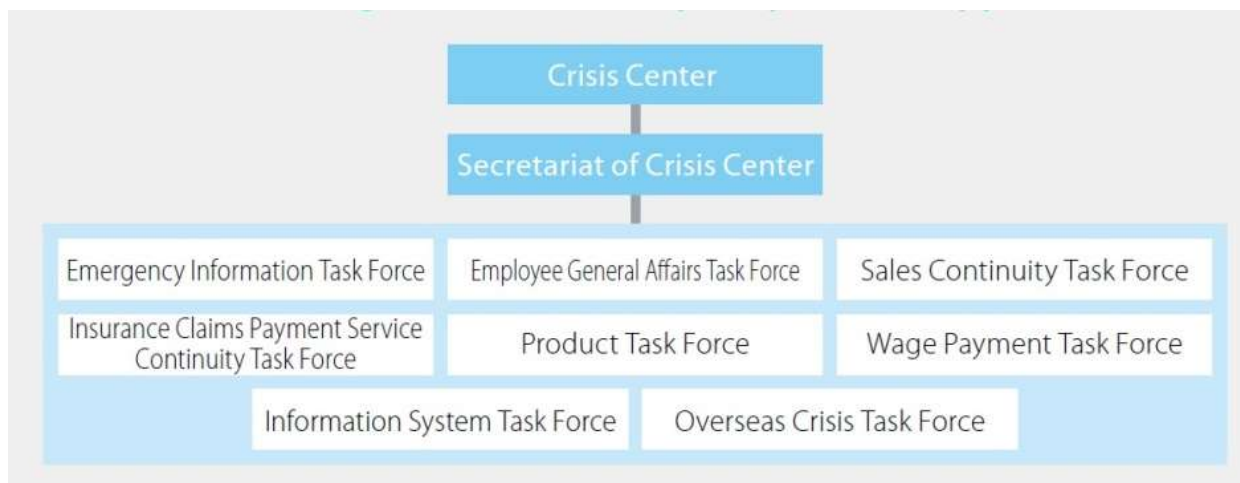 Crisis Center
Secretariat of Crisis Center
Emergency Information Task Force
Employee General Affairs Task Force
Sales Continuity Task Force
Insurance Claims Payment Service
Continuity Task Force
Product Task Force
Wage Payment Task Force
Information System Task Force
Overseas Crisis Task Force